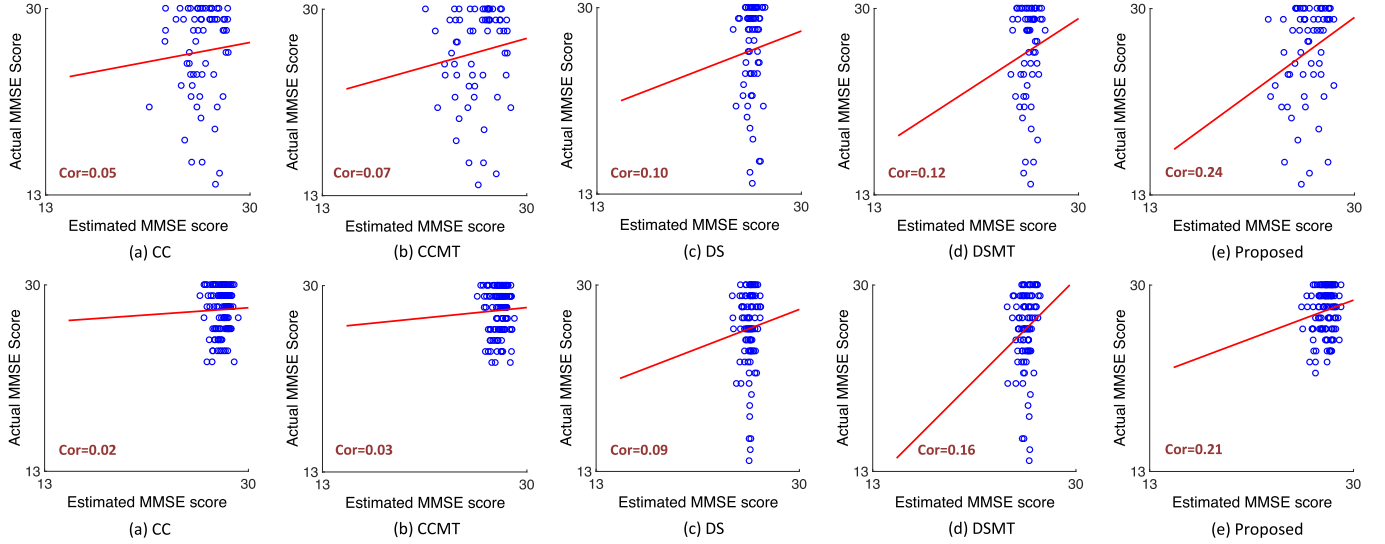 30
Actual MMSE Score
Cor=0.05
13
13
30
Estimated MMSE score
(a) CC
30
Actual MMSE Score
Cor=0.07
13
13
30
Estimated MMSE score
(b) CCMT
30
Actual MMSE Score
Cor=0.10
13
13
30
Estimated MMSE score
(c) DS
30
Actual MMSE Score
Cor=0.12
13
13
30
Estimated MMSE score
(d) DSMT
30
Actual MMSE Score
Cor=0.24
13
13
30
Estimated MMSE score
(e) Proposed
30
Actual MMSE Score
Cor=0.02
13
13
30
Estimated MMSE score
(a) CC
30
Actual MMSE Score
Cor=0.03
13
13
30
Estimated MMSE score
(b) CCMT
30
Actual MMSE Score
Cor=0.09
13
13
30
Estimated MMSE score
(c) DS
30
Actual MMSE Score
Cor=0.16
13
13
30
Estimated MMSE score
(d) DSMT
30
Actual MMSE Score
Cor=0.21
13
13
30
Estimated MMSE score
(e) Proposed